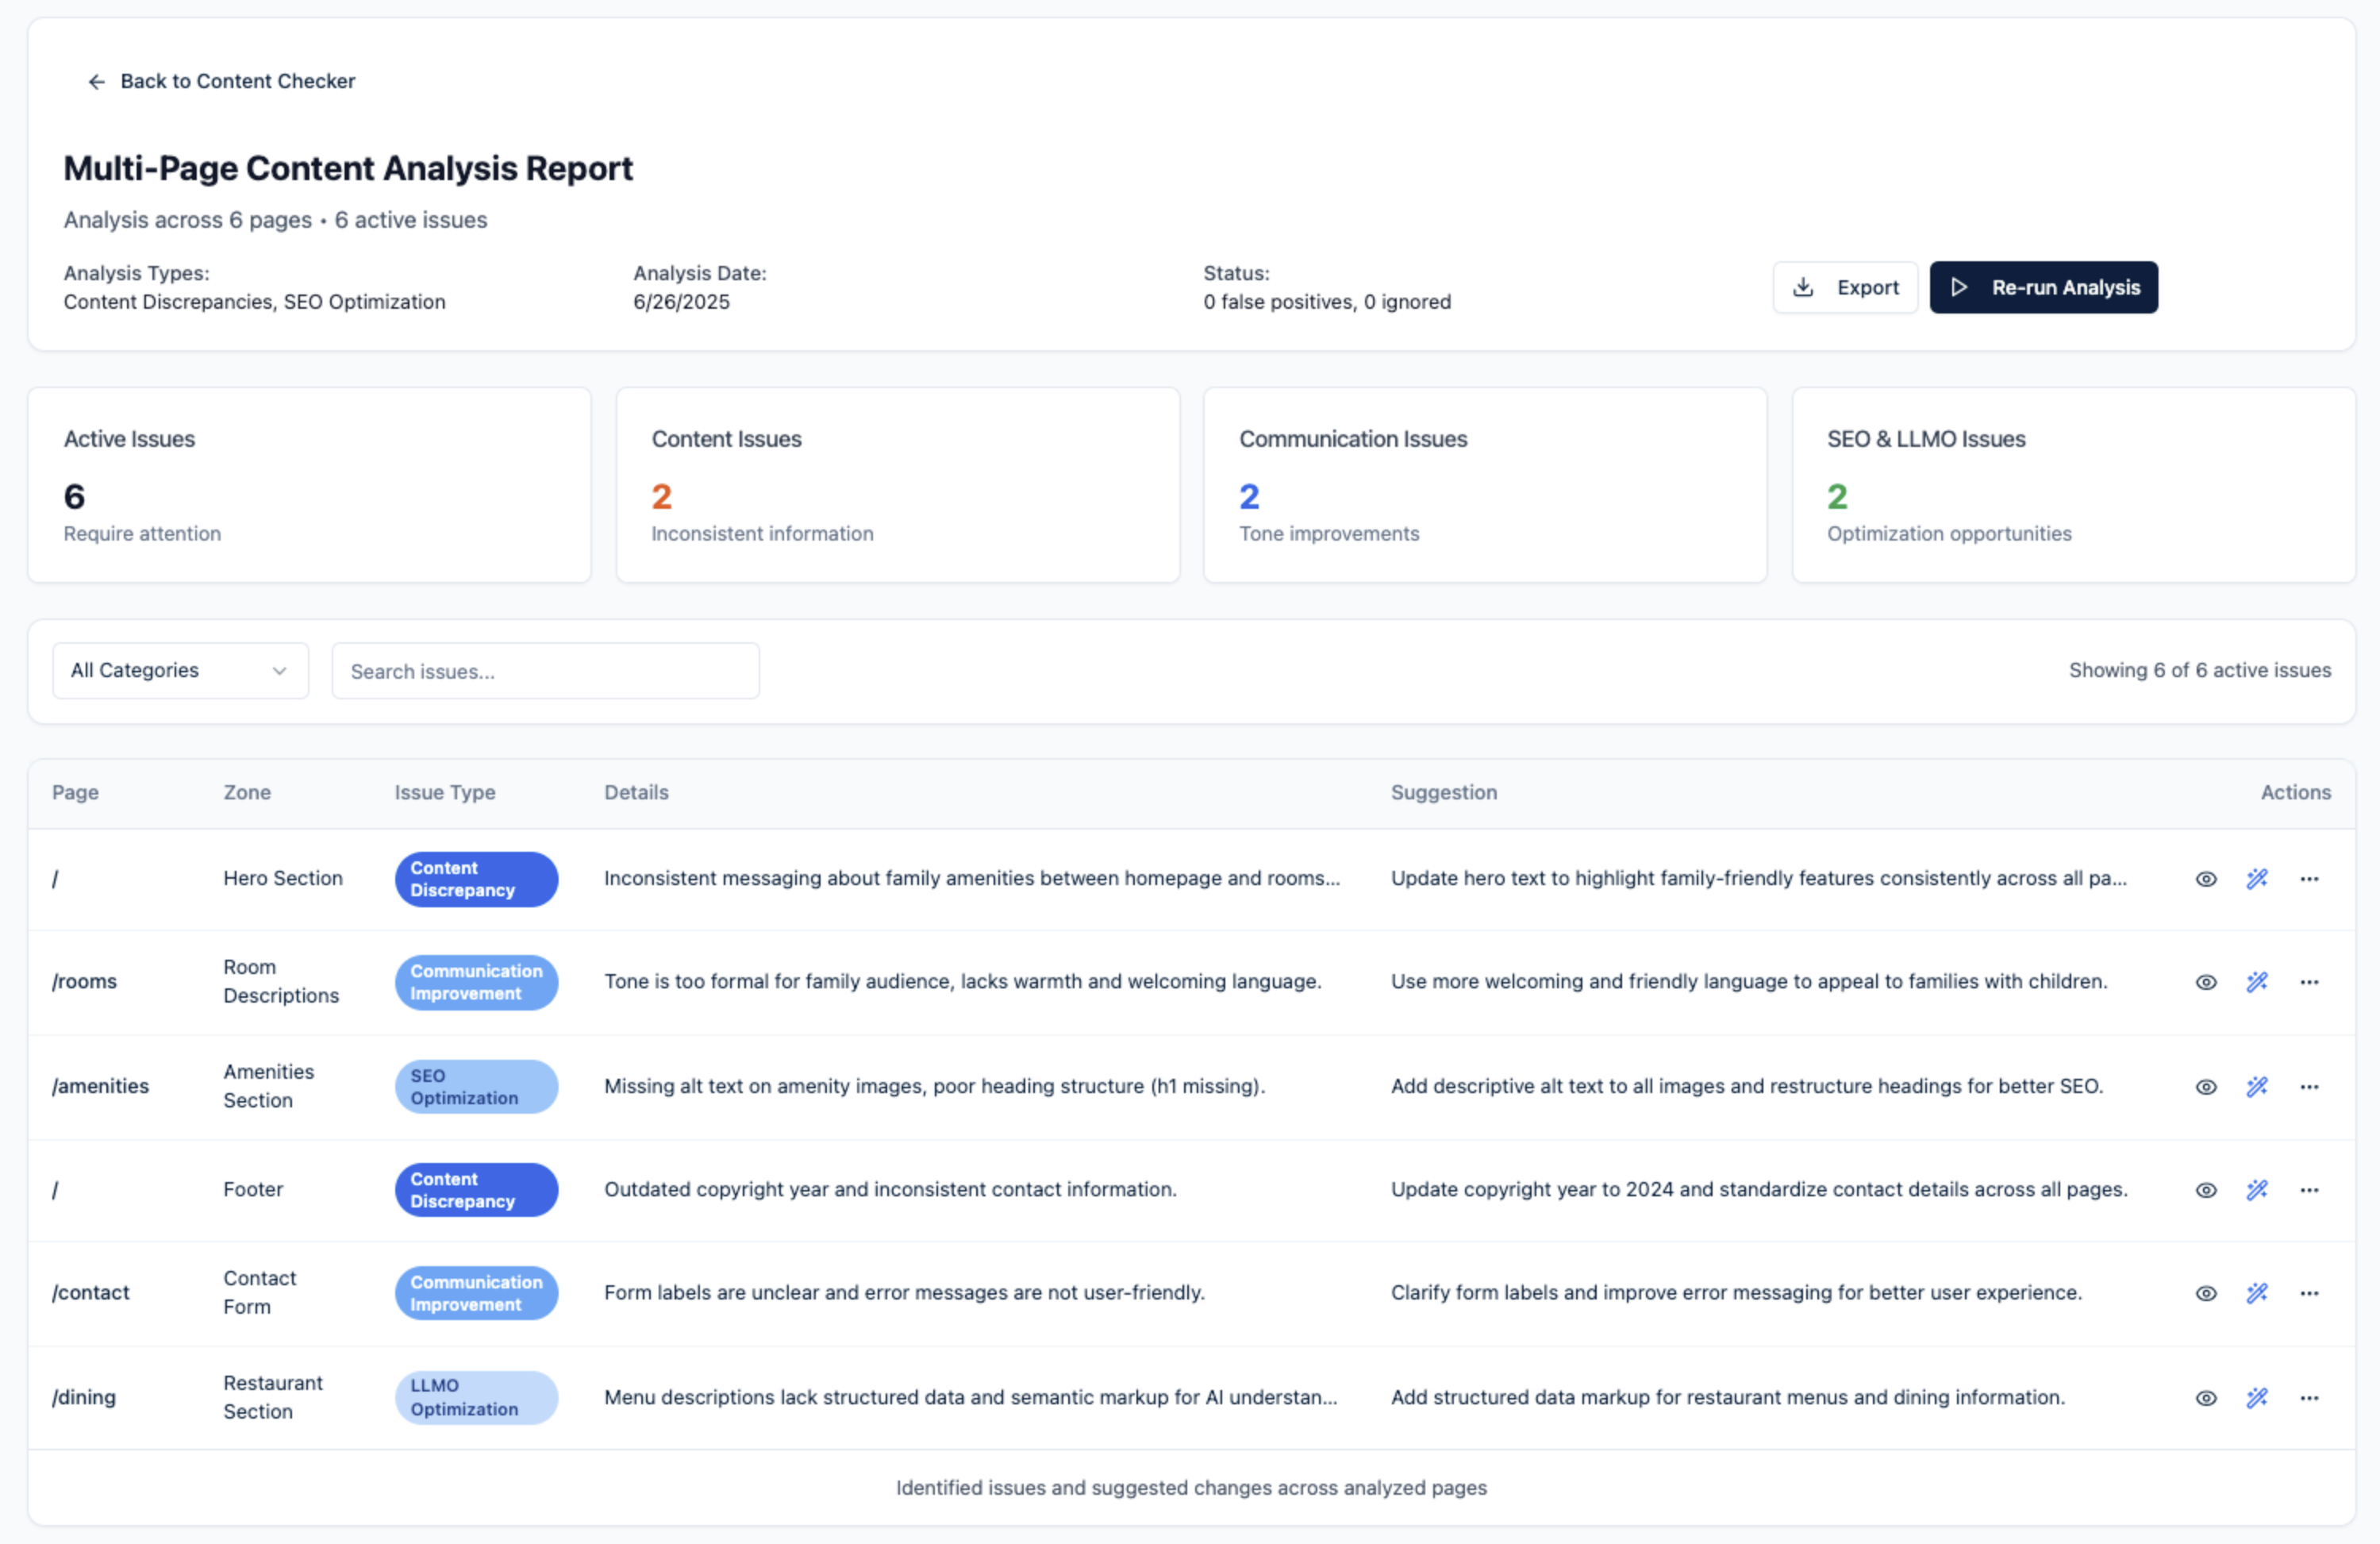 Back to Content Checker
Multi-Page Content Analysis Report
Analysis across 6 pages • 6 active issues
Analysis Types:
Content Discrepancies, SEO Optimization
Analysis Date:
6/26/2025
Status:
0 false positives, 0 ignored
Export
Re-run Analysis
Active Issues
6
Require attention
Content Issues
2
Inconsistent information
Communication Issues
2
Tone improvements
SEO & LLMO Issues
2
Optimization opportunities
All Categories
Search issues...
Showing 6 of 6 active issues
Page Zone Issue Type Details Suggestion Actions
/
Hero Section
Content
Discrepancy
Inconsistent messaging about family amenities between homepage and rooms...
Update hero text to highlight family-friendly features consistently across all pa...
/rooms
Room
Descriptions
Communication
Improvement
Tone is too formal for family audience, lacks warmth and welcoming language.
Use more welcoming and friendly language to appeal to families with children.
/amenities
Amenities
Section
SEO
Optimization
Missing alt text on amenity images, poor heading structure (h1 missing).
Add descriptive alt text to all images and restructure headings for better SEO.
/
Footer
Content
Discrepancy
Outdated copyright year and inconsistent contact information.
Update copyright year to 2024 and standardize contact details across all pages.
/contact
Contact
Form
Communication
Improvement
Form labels are unclear and error messages are not user-friendly.
Clarify form labels and improve error messaging for better user experience.
/dining
Restaurant
Section
LLMO
Optimization
Menu descriptions lack structured data and semantic markup for AI understan...
Add structured data markup for restaurant menus and dining information.
Identified issues and suggested changes across analyzed pages